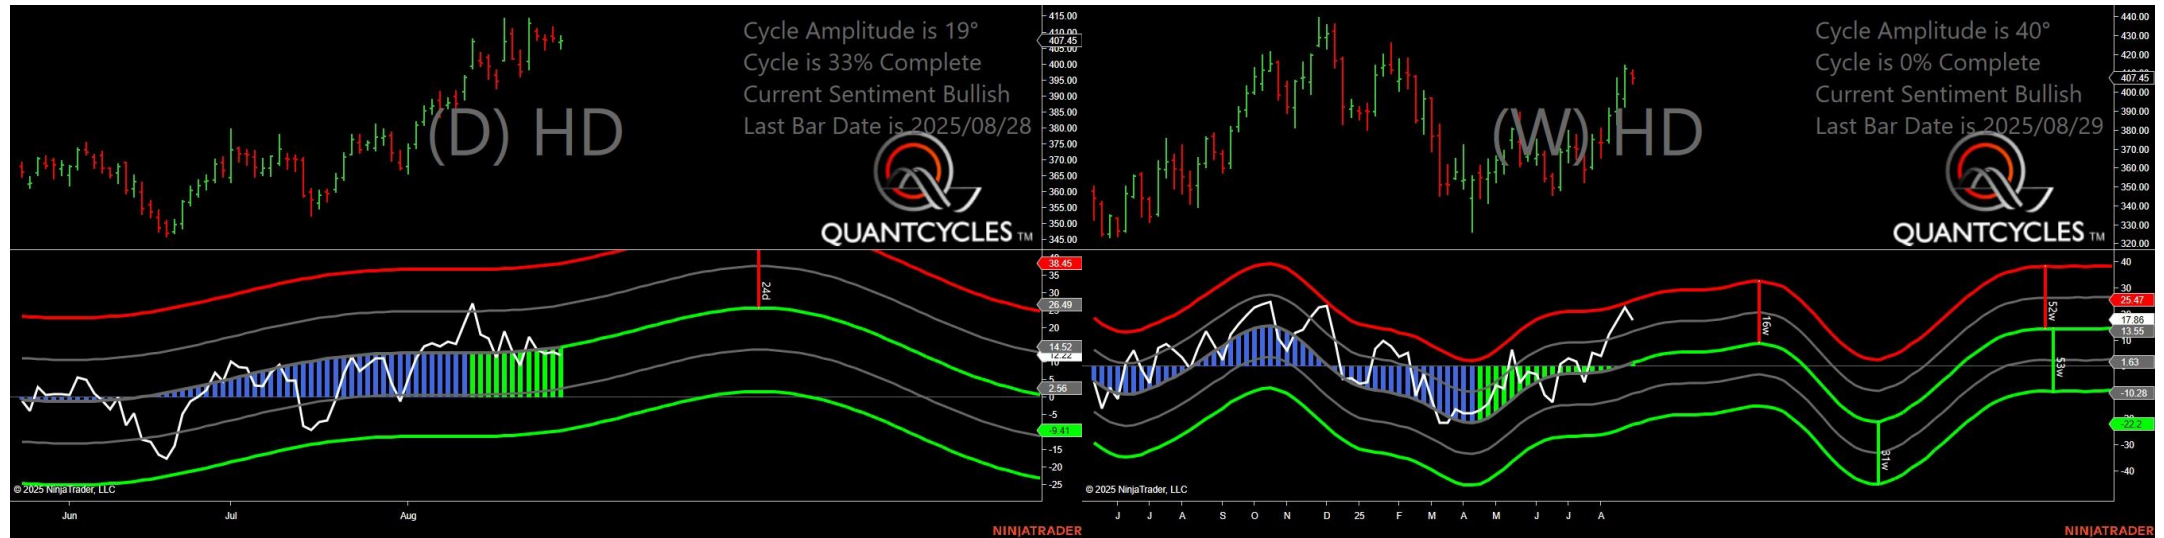 Cycle Amplitude is 19°
Cycle is 33% Complete
Current Sentiment Bullish
Last Bar Date is 2025/08/28
(D) HD
QUANTCYCLES TM
415.00
410.00
407.45
405.00
400.00
395.00
390.00
385.00
380.00
375.00
370.00
365.00
360.00
355.00
350.00
345.00
38.45
35
30
26.49
25
20
14.52
12.22
10
5
2.56
0
-5
-9.41
-15
-20
-25
24d
© 2025 NinjaTrader, LLC
Jun Jul Aug
NINJATRADER
Cycle Amplitude is 40°
Cycle is 0% Complete
Current Sentiment Bullish
Last Bar Date is 2025/08/29
(W) HD
QUANTCYCLES TM
440.00
430.00
420.00
407.45
400.00
390.00
380.00
370.00
360.00
350.00
340.00
330.00
320.00
40
30
25.47
17.86
13.55
10
1.63
-10.28
-22.2
-30
-40
16w
31w
52w
53w
© 2025 NinjaTrader, LLC
J J A S O N D 25 F M A M J J A
NINJATRADER